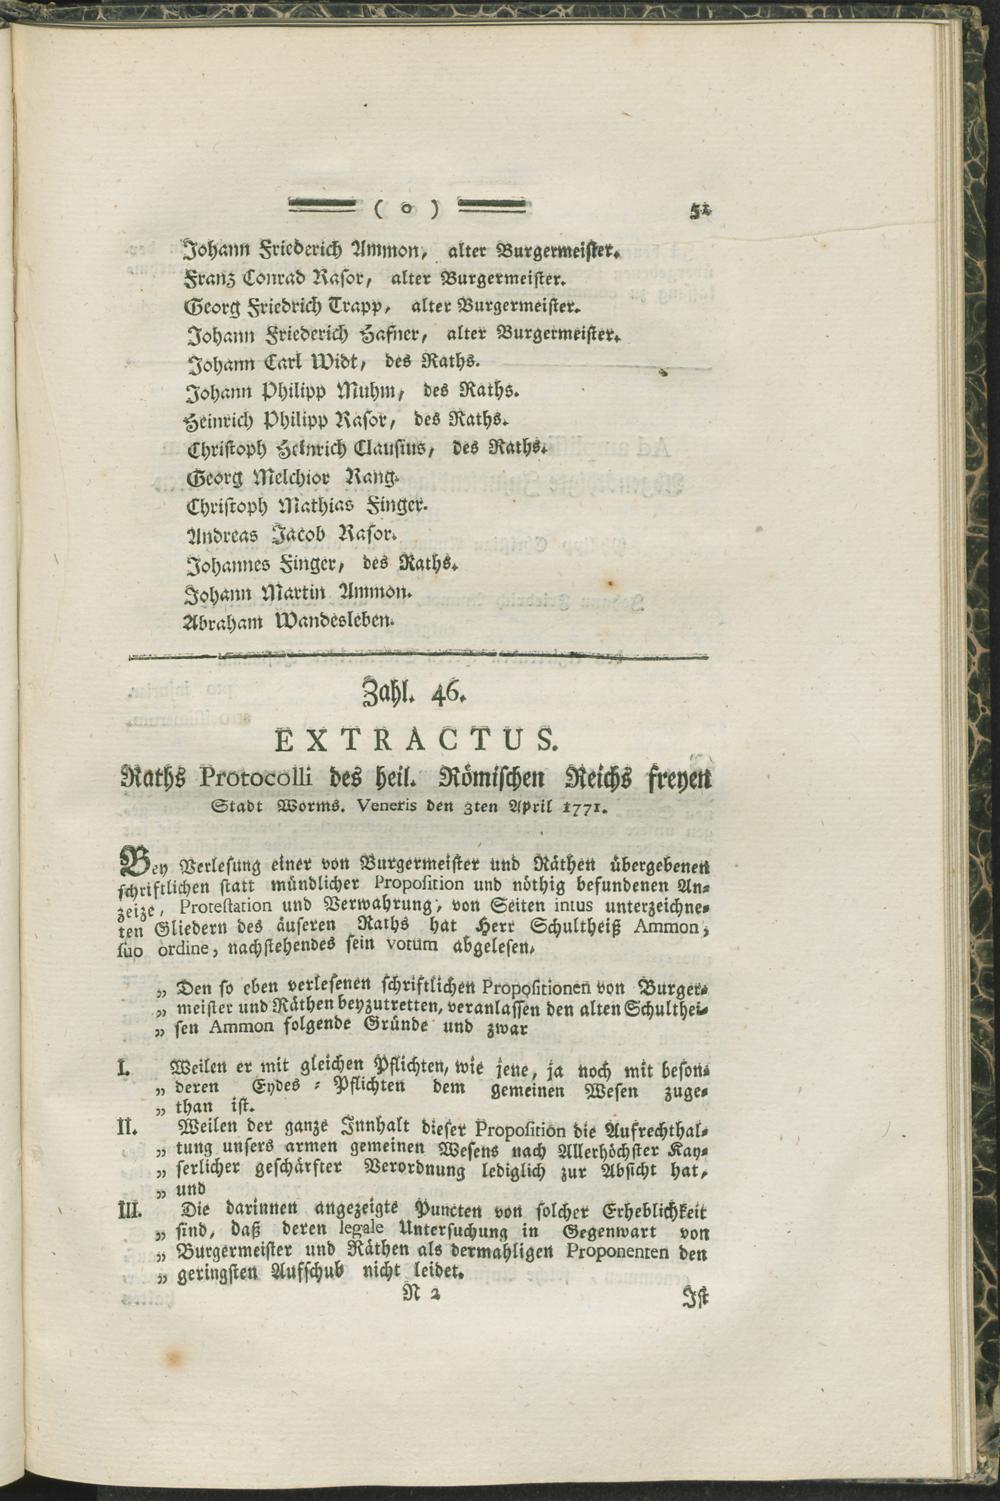 ( o ) 51
Johann Friederich Ammon, alter Burgermeister.
Franz Conrad Rasor, alter Burgermeister.
Georg Friedrich Trapp, alter Burgermeister.
Johann Friederich Hafner, alter Burgermeister.
Johann Carl Widt, des Raths.
Johann Philipp Muhm, des Raths.
Heinrich Philipp Rasor, des Raths.
Christoph Heinrich Clausius, des Raths.
Georg Melchior Rang.
Christoph Mathias Finger.
Andreas Jacob Rasor.
Johannes Finger, des Raths.
Johann Martin Ammon.
Abraham Wandesleben.
Zahl. 46.
EXTRACTUS.
Raths Protocolli des heil. Römischen Reichs freyen
Stadt Worms. Veneris den 3ten April 1771.
Bey Verlesung einer von Burgermeister und Räthen übergebenen
schriftlichen statt mündlicher Proposition und nöthig befundenen An⸗
zeize, Protestation und Verwahrung, von Seiten intus unterzeichne⸗
ten Gliedern des äuseren Raths hat Herr Schultheiß Ammon,
suo ordine, nachstehendes sein votum abgelesen.
„ Den so eben verlesenen schriftlichen Propositionen von Burger⸗
„ meister und Räthen beyzutretten, veranlassen den alten Schulthei⸗
„ sen Ammon folgende Gründe und zwar
I. Weilen er mit gleichen Pflichten, wie jene, ja noch mit beson⸗
„ deren Eydes ⸗ Pflichten dem gemeinen Wesen zuge⸗
„ than ist.
II. Weilen der ganze Innhalt dieser Proposition die Aufrechthal⸗
„ tung unsers armen gemeinen Wesens nach Allerhöchster Kay⸗
„ serlicher geschärfter Verordnung lediglich zur Absicht hat,
„ und
III. Die darinnen angezeigte Puncten von solcher Erheblichkeit
„ sind, daß deren legale Untersuchung in Gegenwart von
„ Burgermeister und Räthen als dermahligen Proponenten den
„ geringsten Aufschub nicht leidet.
N 2 Ist